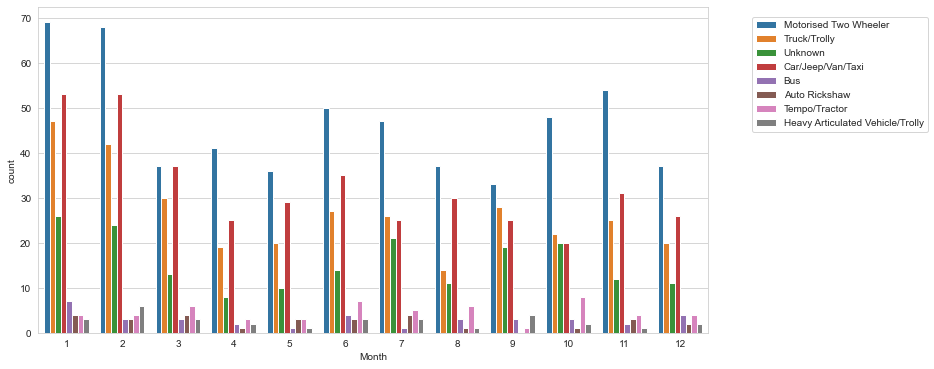 70
60
50
40
30
20
10
0
count
1 2 3 4 5 6 7 8 9 10 11 12
Month
Motorised Two Wheeler
Truck/Trolly
Unknown
Car/Jeep/Van/Taxi
Bus
Auto Rickshaw
Tempo/Tractor
Heavy Articulated Vehicle/Trolly